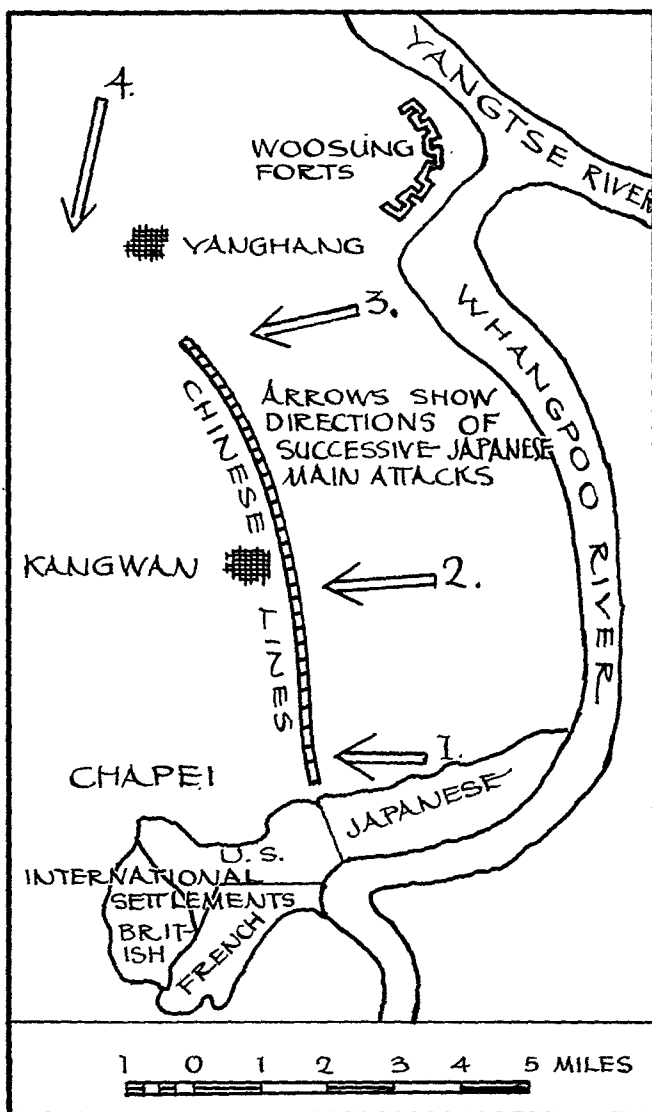 4.
YANGTSE RIVER
WOOSUNG
FORTS
YANGHANG
3.
WHANGPOO RIVER
ARROWS SHOW
DIRECTIONS OF
SUCCESSIVE JAPANESE
MAIN ATTACKS
CHINESE LINES
KANGWAN
2.
1.
CHAPEI
JAPANESE
U.S.
INTERNATIONAL
SETTLEMENTS
BRIT-
ISH
FRENCH
1 0 1 2 3 4 5 MILES